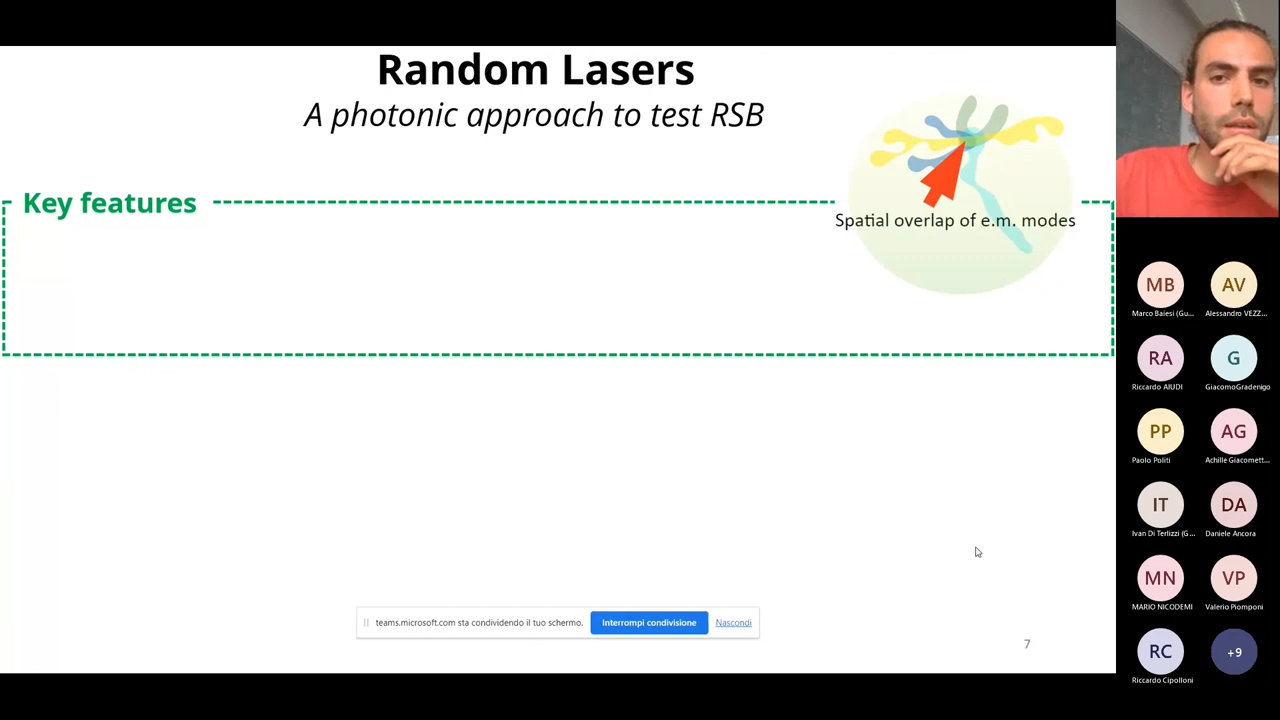 Random Lasers
A photonic approach to test RSB
Key features
Spatial overlap of e.m. modes
teams.microsoft.com sta condividendo il tuo schermo.
Interrompi condivisione
Nascondi
7
MB
AV
Marco Baiesi (Gu...
Alessandro VEZZ...
RA
G
Riccardo AIUDI
GiacomoGradenigo
PP
AG
Paolo Politi
Achille Giacomett...
IT
DA
Ivan Di Terlizzi (G...
Daniele Ancora
MN
VP
MARIO NICODEMI
Valerio Piomponi
RC
+9
Riccardo Cipolloni